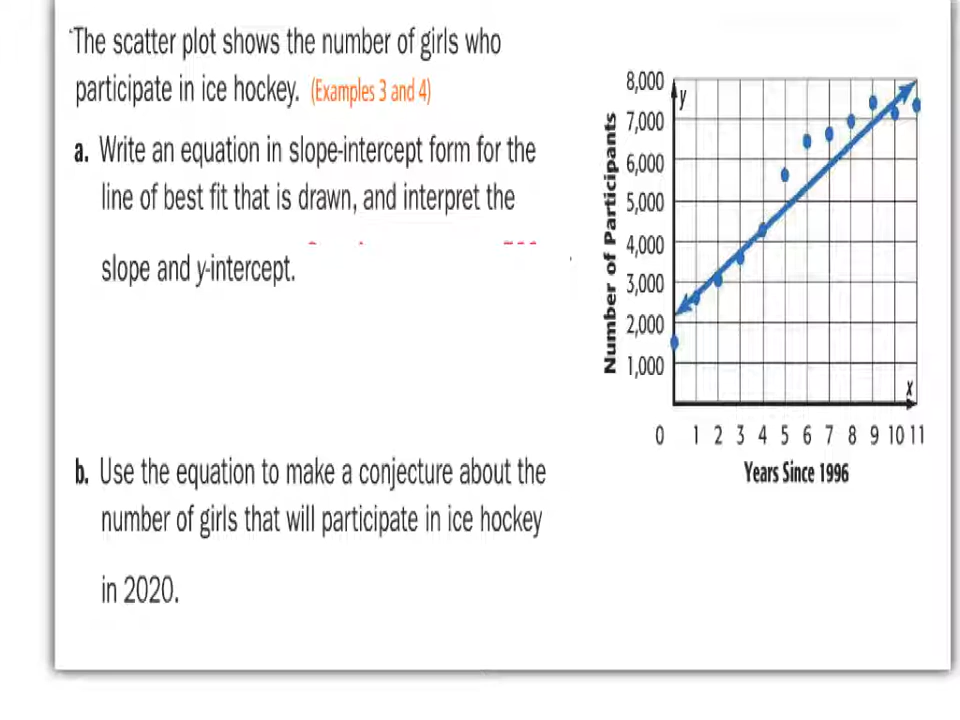 The scatter plot shows the number of girls who
participate in ice hockey. (Examples 3 and 4)
a. Write an equation in slope-intercept form for the
line of best fit that is drawn, and interpret the
slope and y-intercept.
b. Use the equation to make a conjecture about the
number of girls that will participate in ice hockey
in 2020.
Number of Participants
8,000
7,000
6,000
5,000
4,000
3,000
2,000
1,000
y
x
0 1 2 3 4 5 6 7 8 9 10 11
Years Since 1996